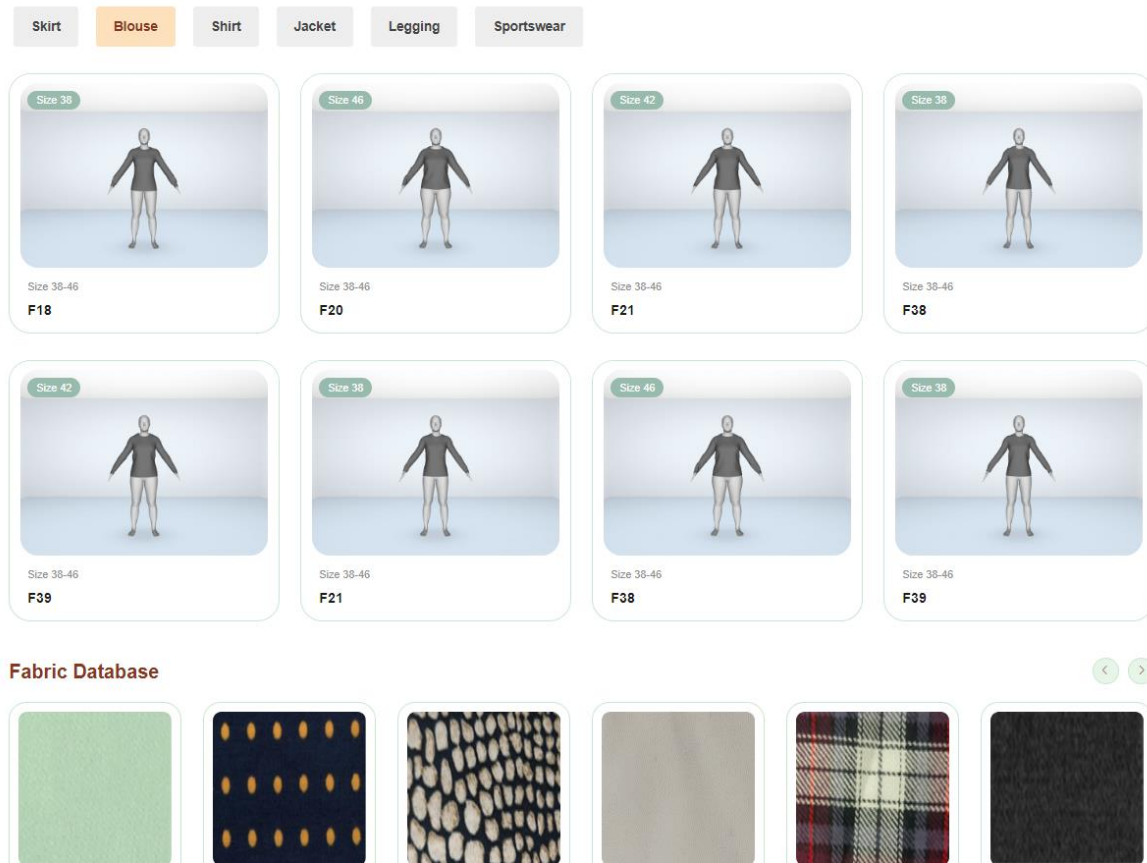 Skirt Blouse Shirt Jacket Legging Sportswear
Size 38 Size 46 Size 42 Size 38
Size 38-46 Size 38-46 Size 38-46 Size 38-46
F18 F20 F21 F38
Size 42 Size 38 Size 46 Size 38
Size 38-46 Size 38-46 Size 38-46 Size 38-46
F39 F21 F38 F39
Fabric Database